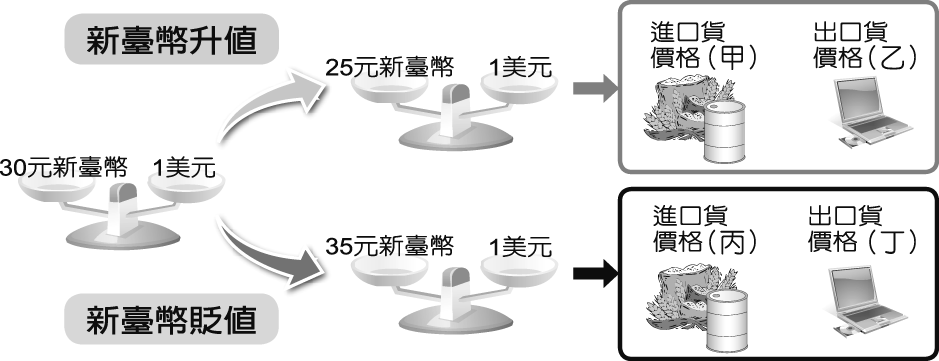 新臺幣升值
25元新臺幣 1美元
進口貨
價格(甲)
出口貨
價格(乙)
30元新臺幣 1美元
新臺幣貶值
35元新臺幣 1美元
進口貨
價格(丙)
出口貨
價格(丁)